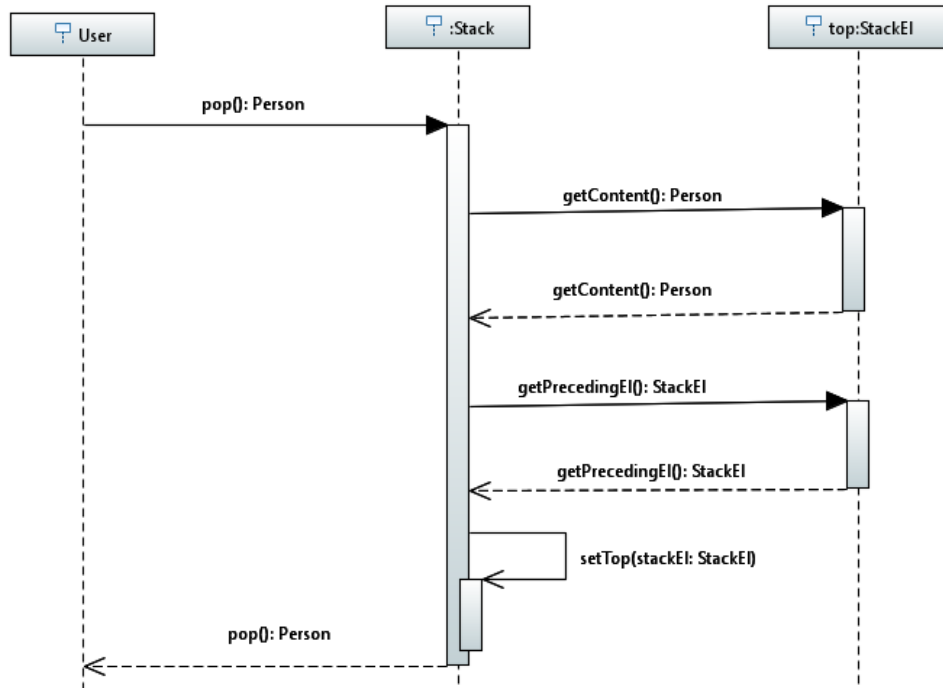 User
:Stack
top:StackEl
pop(): Person
getContent(): Person
getContent(): Person
getPrecedingEl(): StackEl
getPrecedingEl(): StackEl
setTop(stackEl: StackEl)
pop(): Person